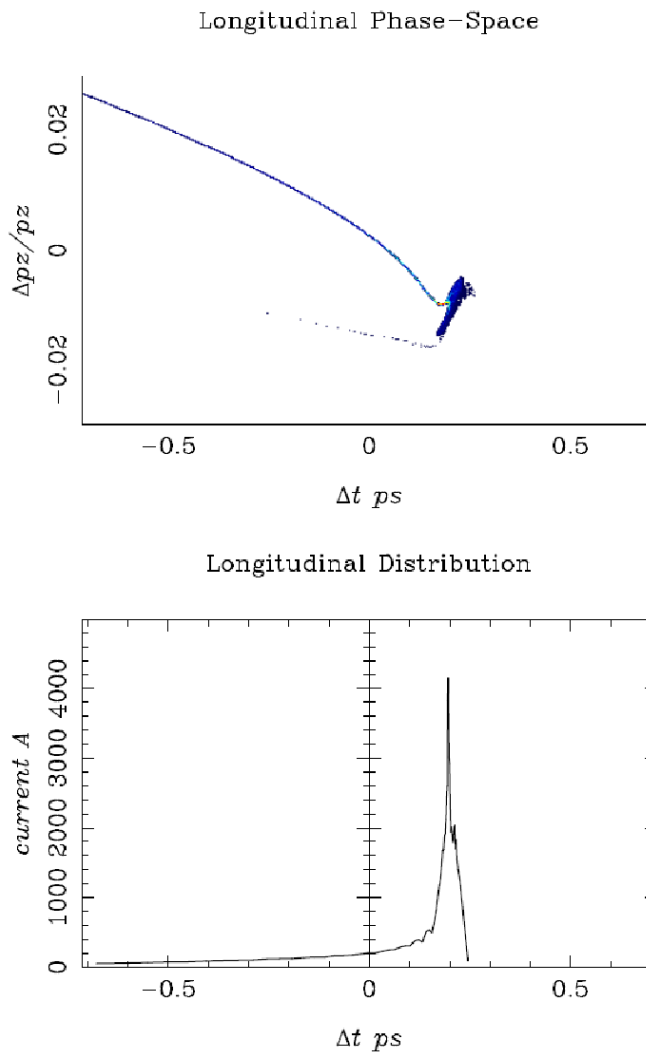 Longitudinal Phase-Space
Δpz/pz
0.02
0
-0.02
-0.5 0 0.5
Δt ps
Longitudinal Distribution
current A
4000
3000
2000
1000
0
-0.5 0 0.5
Δt ps